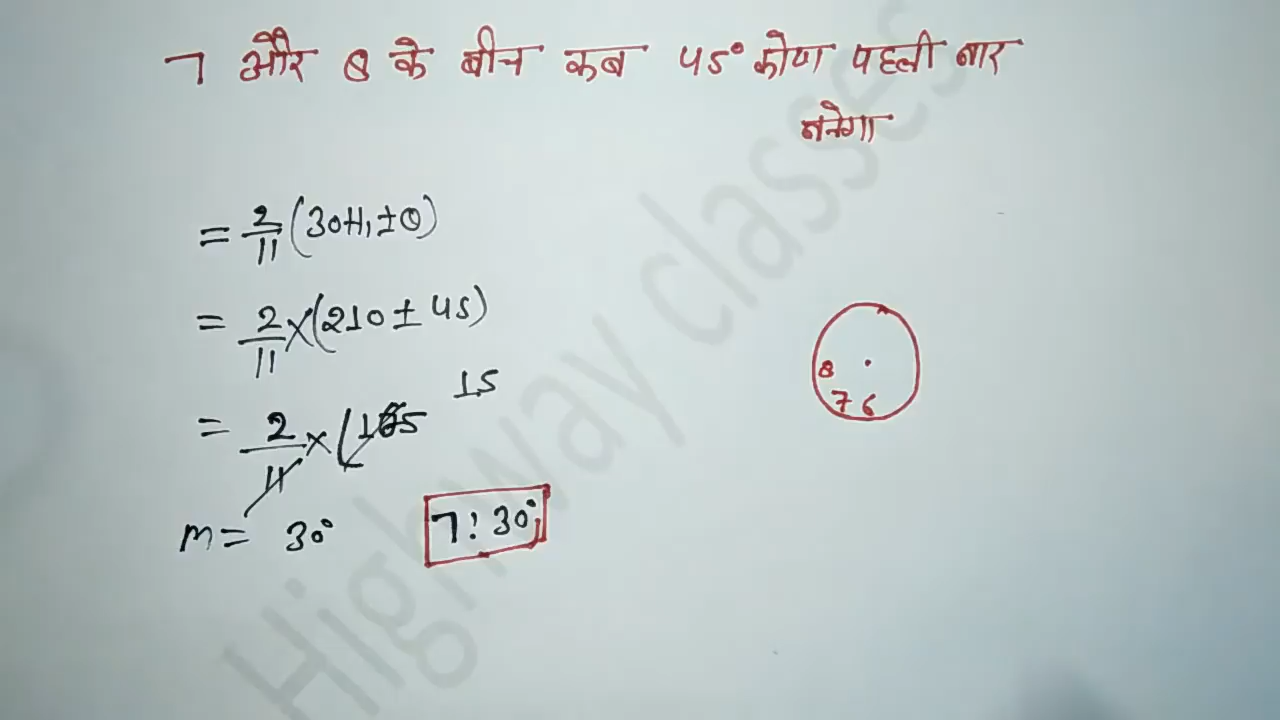 7 और 8 के बीच कब 45° कोण पहली बार
बनेगा
= 2/11 (30H₁ ± θ)
= 2/11 × (210 ± 45)
= 2/11 × (165 15
m = 30°
7:30°
8
7 6
Highway classes